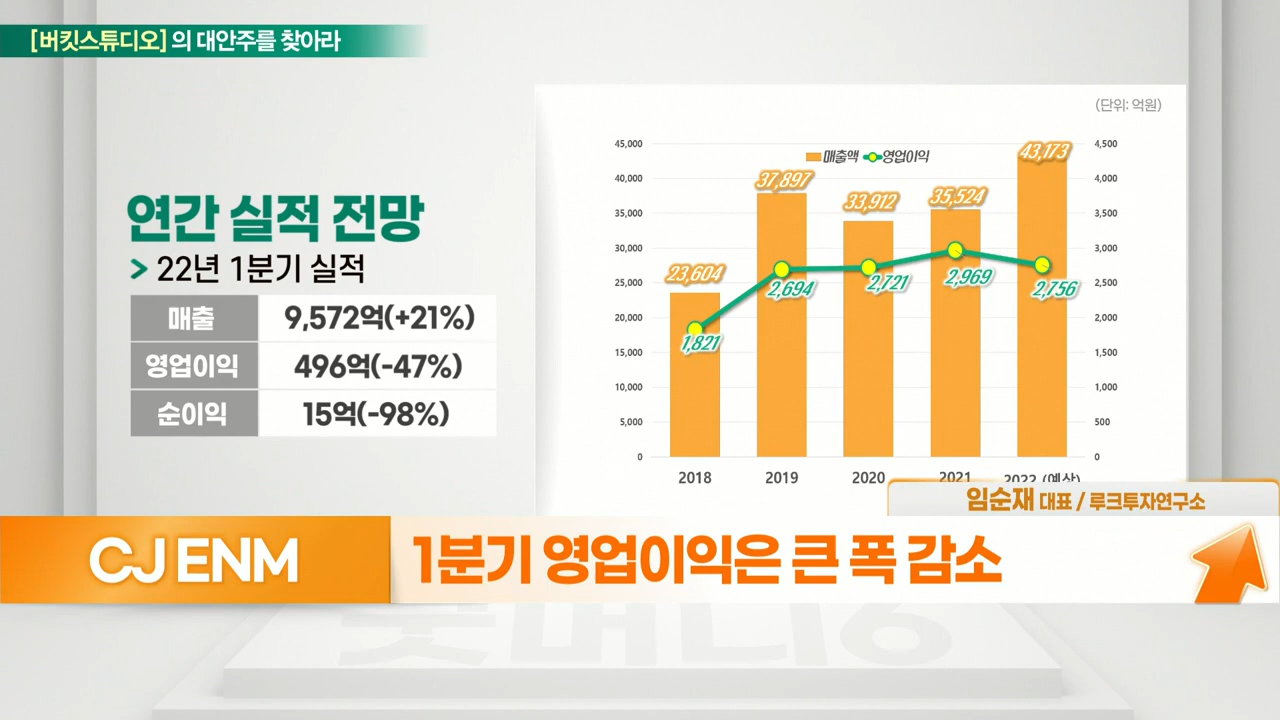 [버킷스튜디오]의 대안주를 찾아라
(단위: 억원)
연간 실적 전망
> 22년 1분기 실적
매출 9,572억(+21%)
영업이익 496억(-47%)
순이익 15억(-98%)
매출액 영업이익
45,000
40,000
35,000
30,000
25,000
20,000
15,000
10,000
5,000
0
4,500
4,000
3,500
3,000
2,500
2,000
1,500
1,000
500
0
23,604
37,897
33,912
35,524
43,173
1,821
2,694
2,721
2,969
2,756
2018 2019 2020 2021 2022 (예상)
임순재 대표 / 루크투자연구소
CJ ENM
1분기 영업이익은 큰 폭 감소
머니6